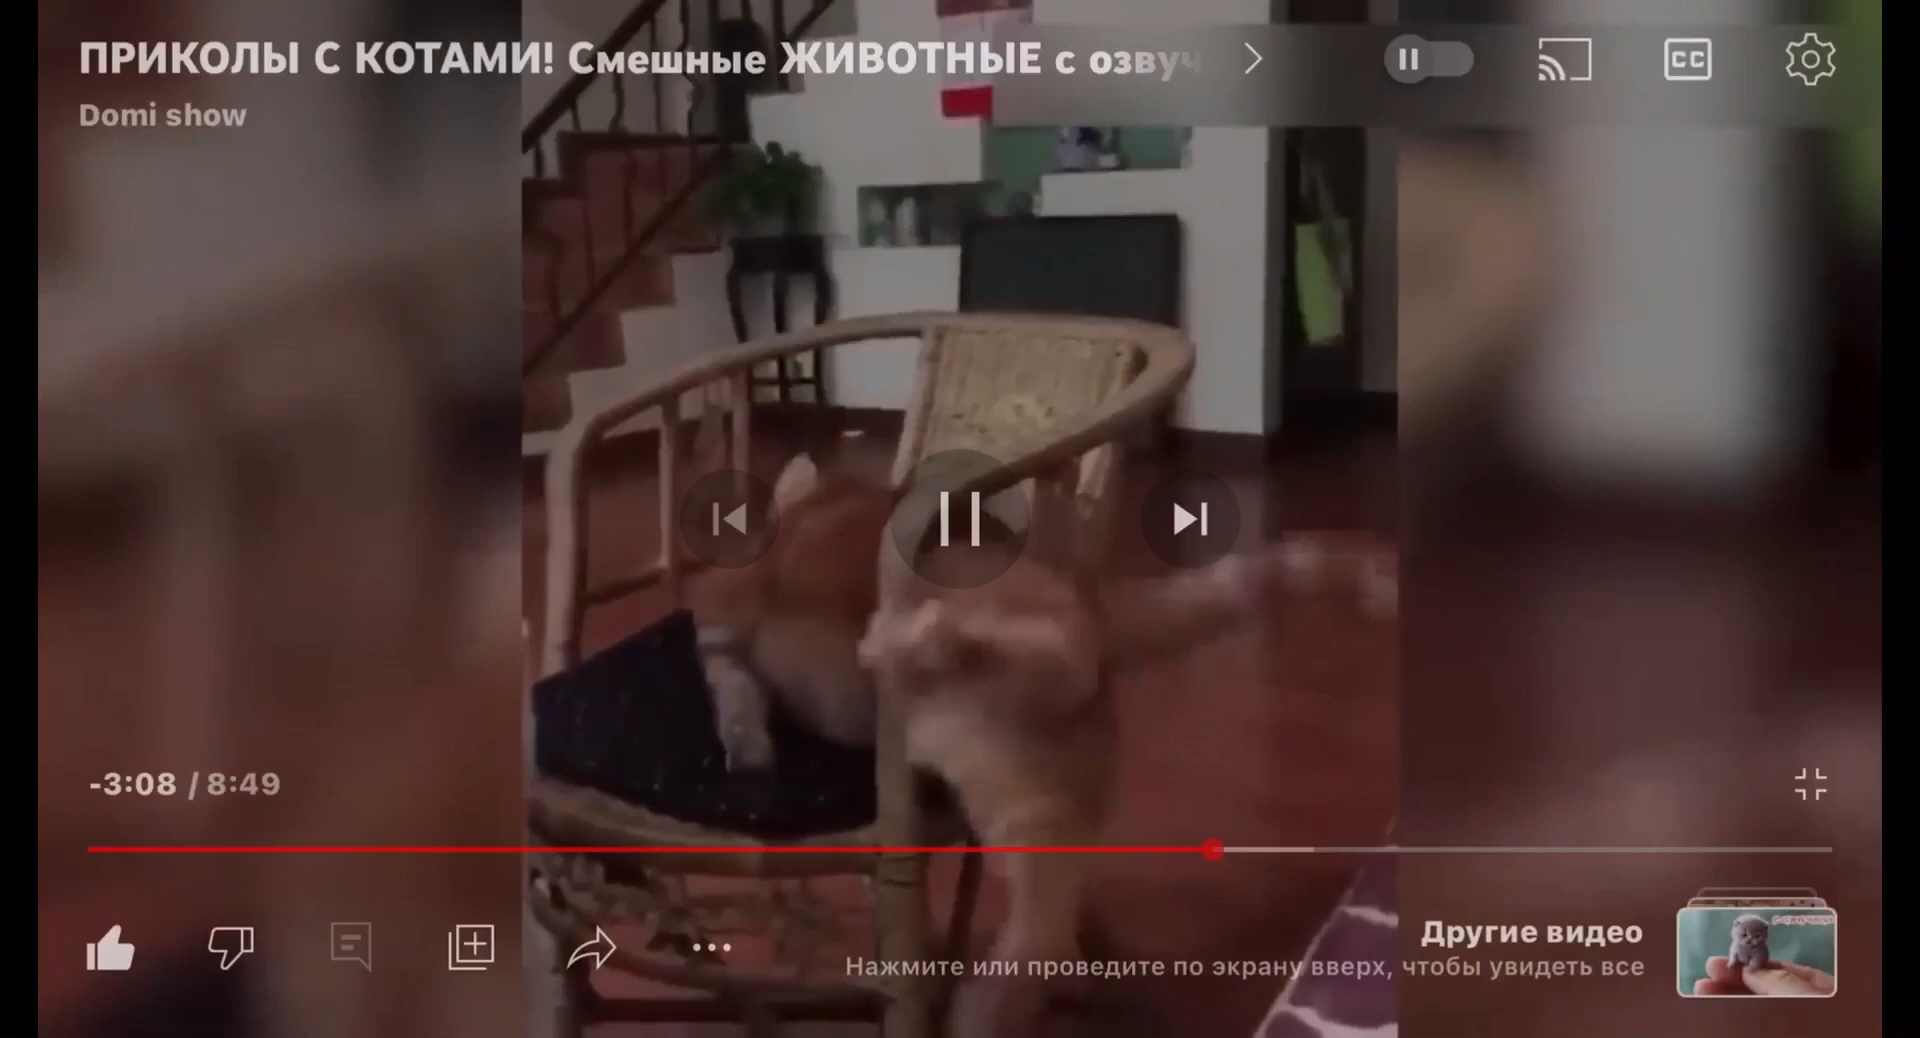 ПРИКОЛЫ С КОТАМИ! Смешные ЖИВОТНЫЕ с озвуч
Domi show
CC
-3:08 / 8:49
Другие видео
Нажмите или проведите по экрану вверх, чтобы увидеть все